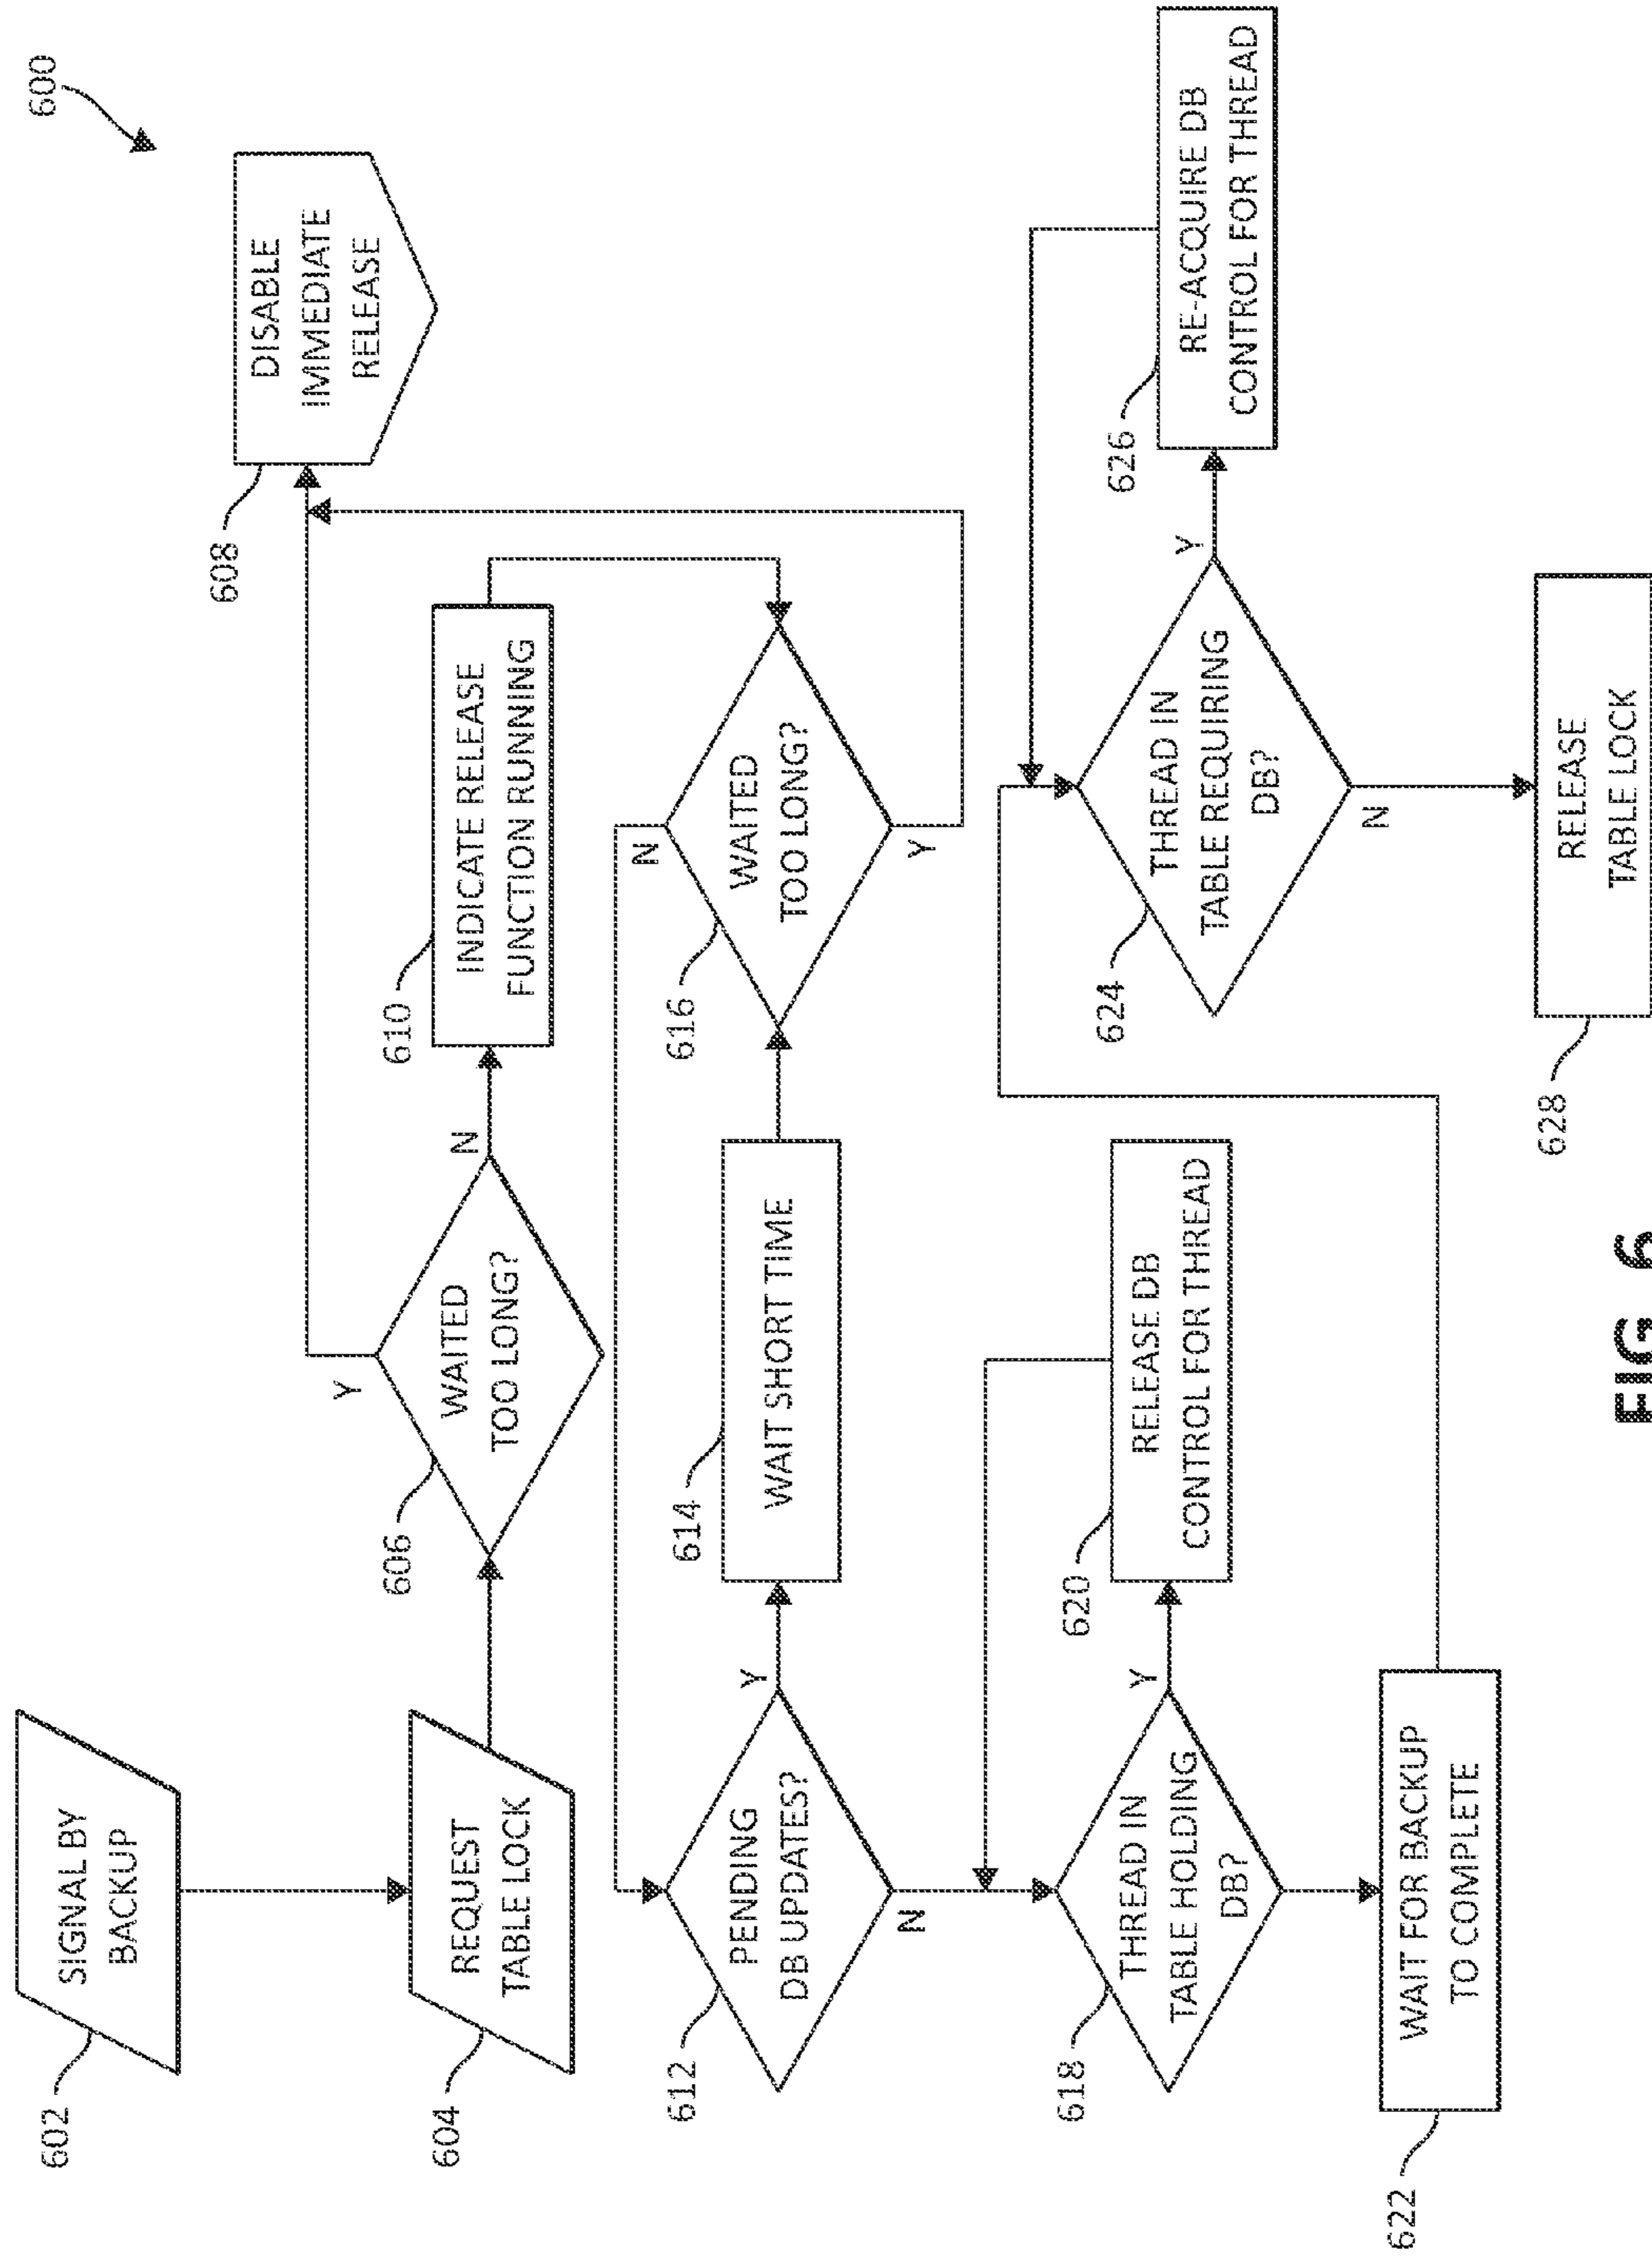 600
602
SIGNAL BY
BACKUP
604
REQUEST
TABLE LOCK
606
WAITED
TOO LONG?
Y
N
608
DISABLE
IMMEDIATE
RELEASE
610
INDICATE RELEASE
FUNCTION RUNNING
612
PENDING
DB UPDATES?
Y
N
614
WAIT SHORT TIME
616
WAITED
TOO LONG?
N
Y
618
THREAD IN
TABLE HOLDING
DB?
Y
620
RELEASE DB
CONTROL FOR THREAD
622
WAIT FOR BACKUP
TO COMPLETE
624
THREAD IN
TABLE REQUIRING
DB?
Y
N
626
RE-ACQUIRE DB
CONTROL FOR THREAD
628
RELEASE
TABLE LOCK
FIG 6